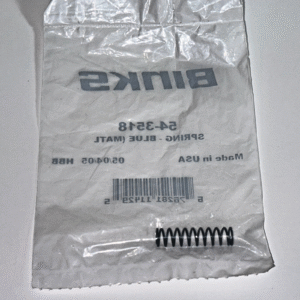 BINKS
54-3518
SPRING - BLUE (MATL
Made in USA 05:04:05 HBB